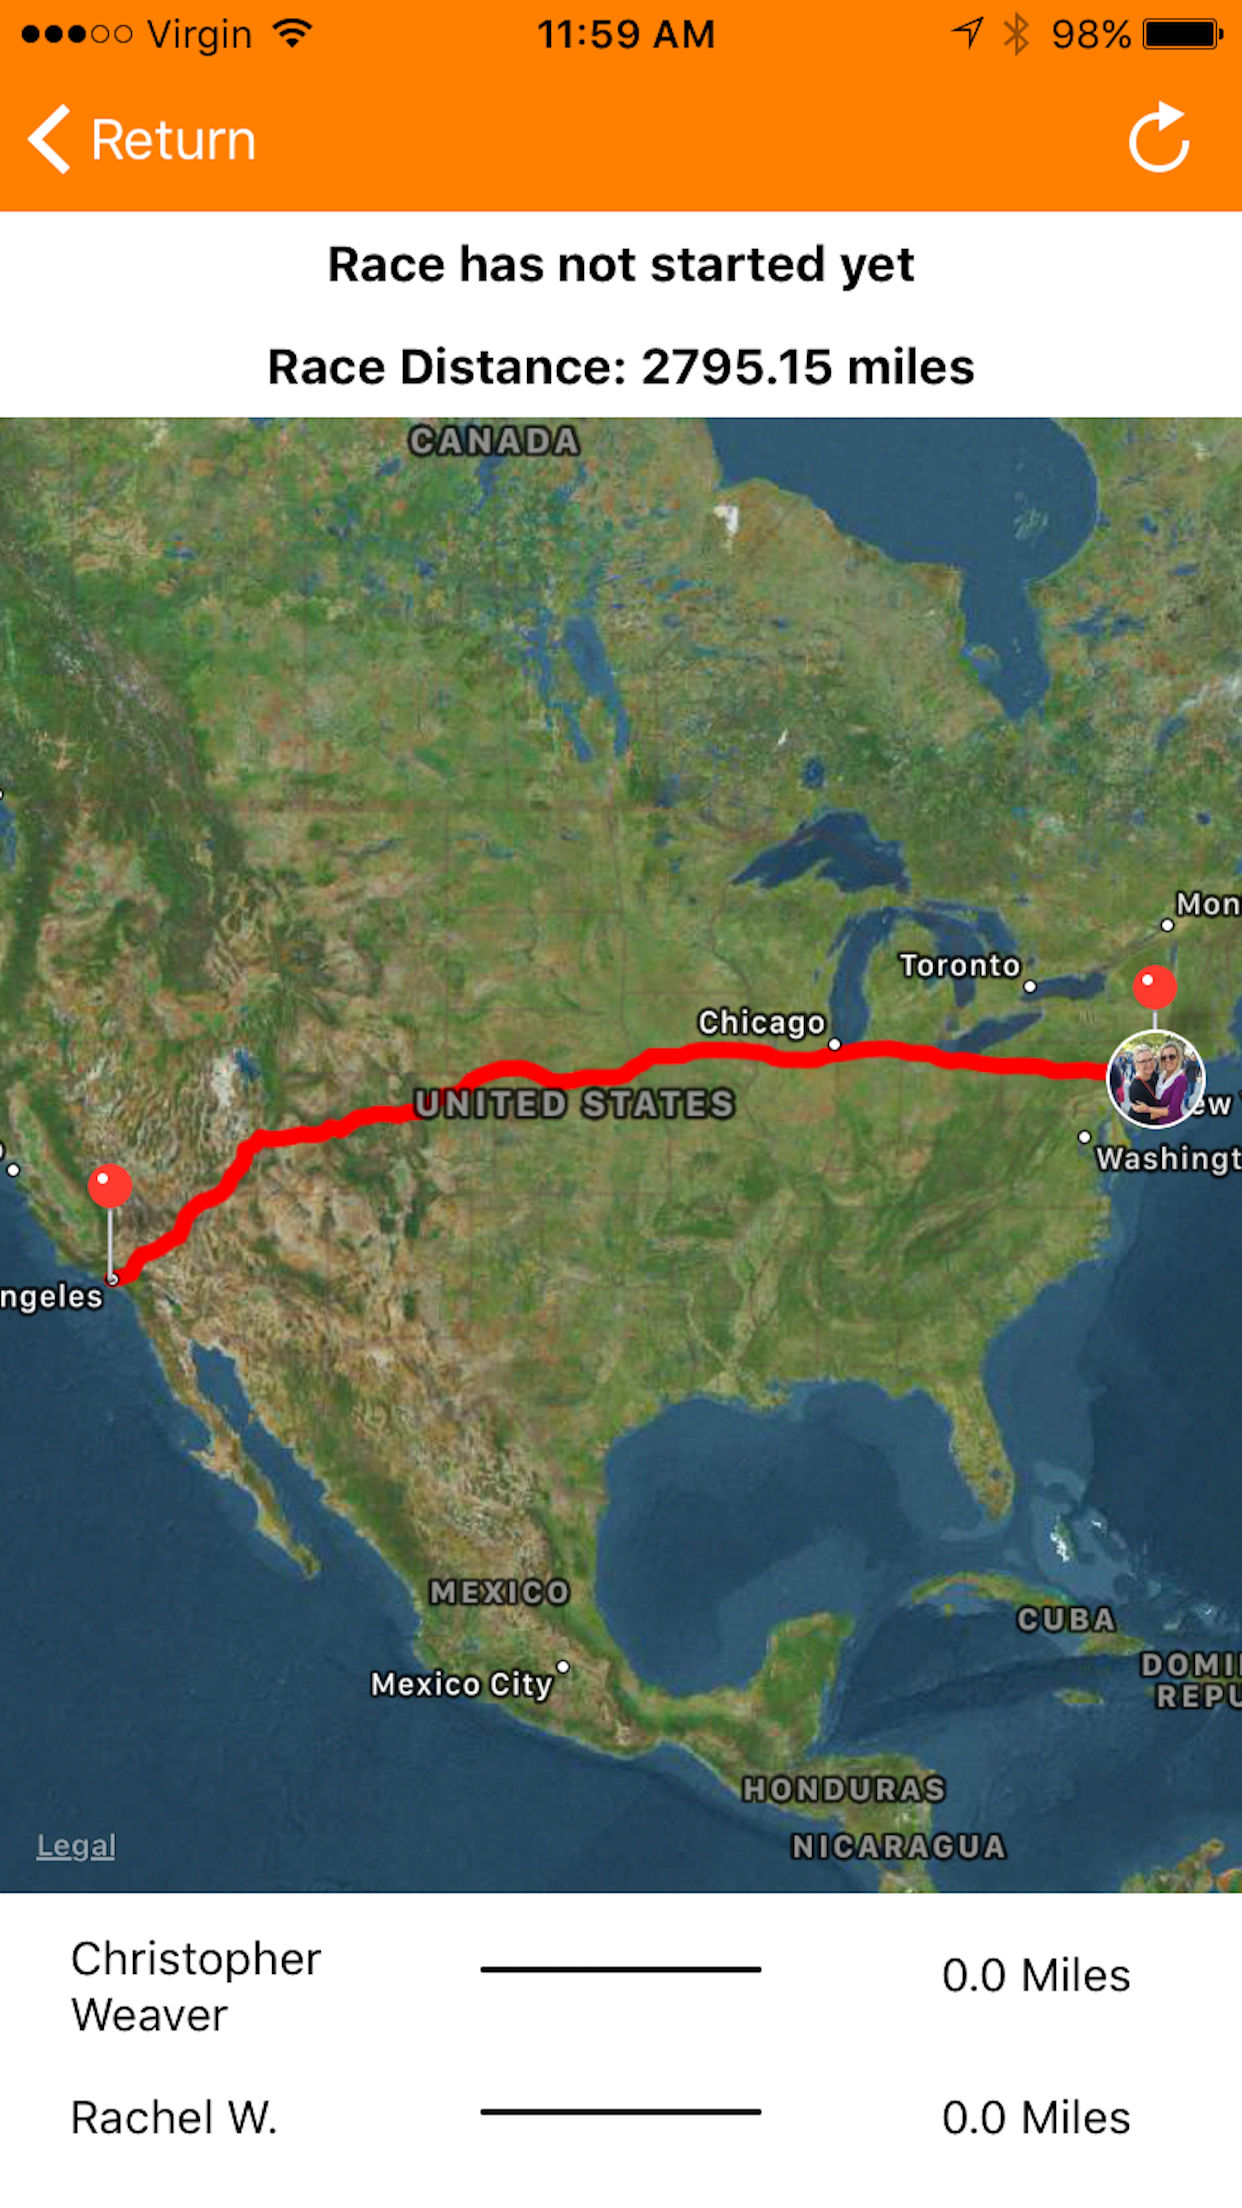 Virgin 11:59 AM 98%
Return
Race has not started yet
Race Distance: 2795.15 miles
CANADA
Mon
Toronto
Chicago
UNITED STATES
ew
Washingt
ngeles
MEXICO
CUBA
Mexico City
DOMI
REPU
HONDURAS
NICARAGUA
Legal
Christopher
Weaver
0.0 Miles
Rachel W.
0.0 Miles